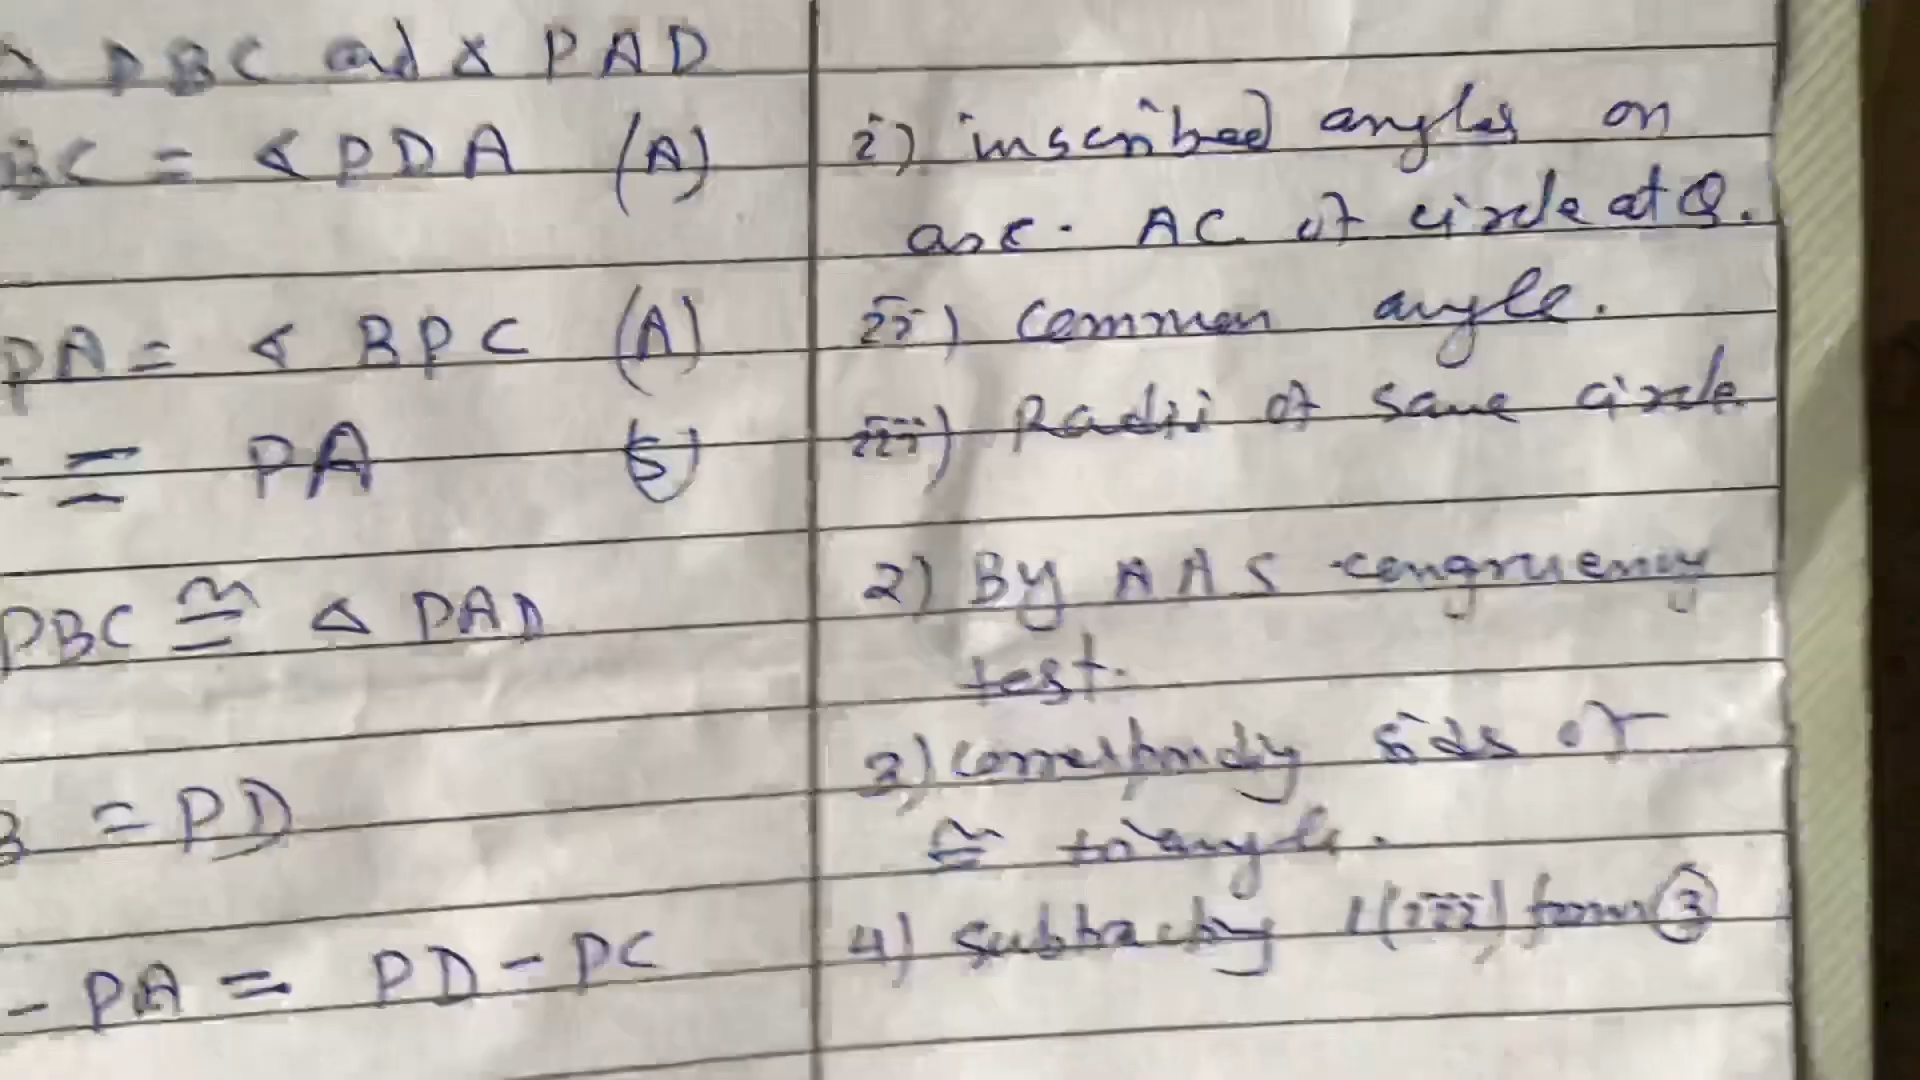 △ PBC and △ PAD
BC = ∢ PDA (A)
i) inscribed angles on
arc. AC of circle at Q.
PA = ∢ BPC (A)
ii) common angle.
= PA (S)
iii) Radii of same circle
PBC ≅ △ PAD
2) By AAS congruency
test.
3) corresponding sides of
B = PD
≅ triangle.
- PA = PD - PC
4) subtracting 1(iii) from ③